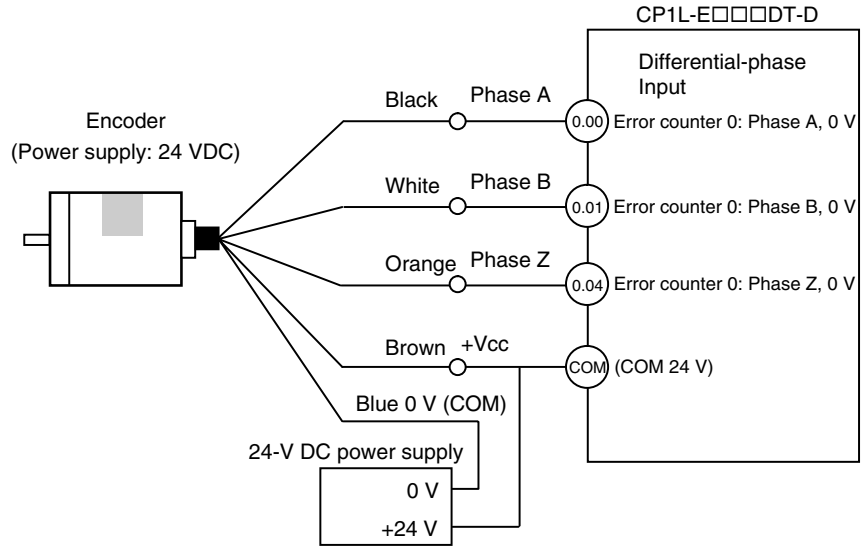 CP1L-E□□□DT-D
Differential-phase
Input
Encoder
(Power supply: 24 VDC)
Black
Phase A
0.00
Error counter 0: Phase A, 0 V
White
Phase B
0.01
Error counter 0: Phase B, 0 V
Orange
Phase Z
0.04
Error counter 0: Phase Z, 0 V
Brown
+Vcc
COM
(COM 24 V)
Blue 0 V (COM)
24-V DC power supply
0 V
+24 V